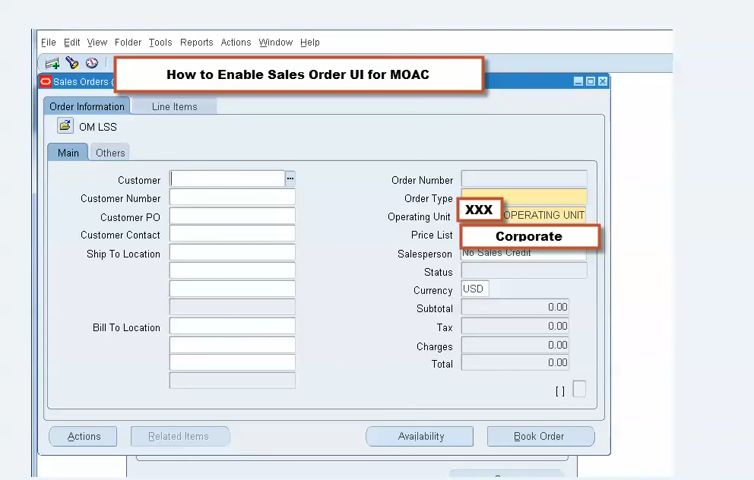 File Edit View Folder Tools Reports Actions Window Help
How to Enable Sales Order UI for MOAC
Sales Orders
Order Information Line Items
OM LSS
Main Others
Customer ... Order Number
Customer Number Order Type
Customer PO Operating Unit XXX OPERATING UNIT
Customer Contact Price List Corporate
Ship To Location Salesperson No Sales Credit
Status
Currency USD
Subtotal 0.00
Bill To Location Tax 0.00
Charges 0.00
Total 0.00
[ ]
Actions Related Items Availability Book Order